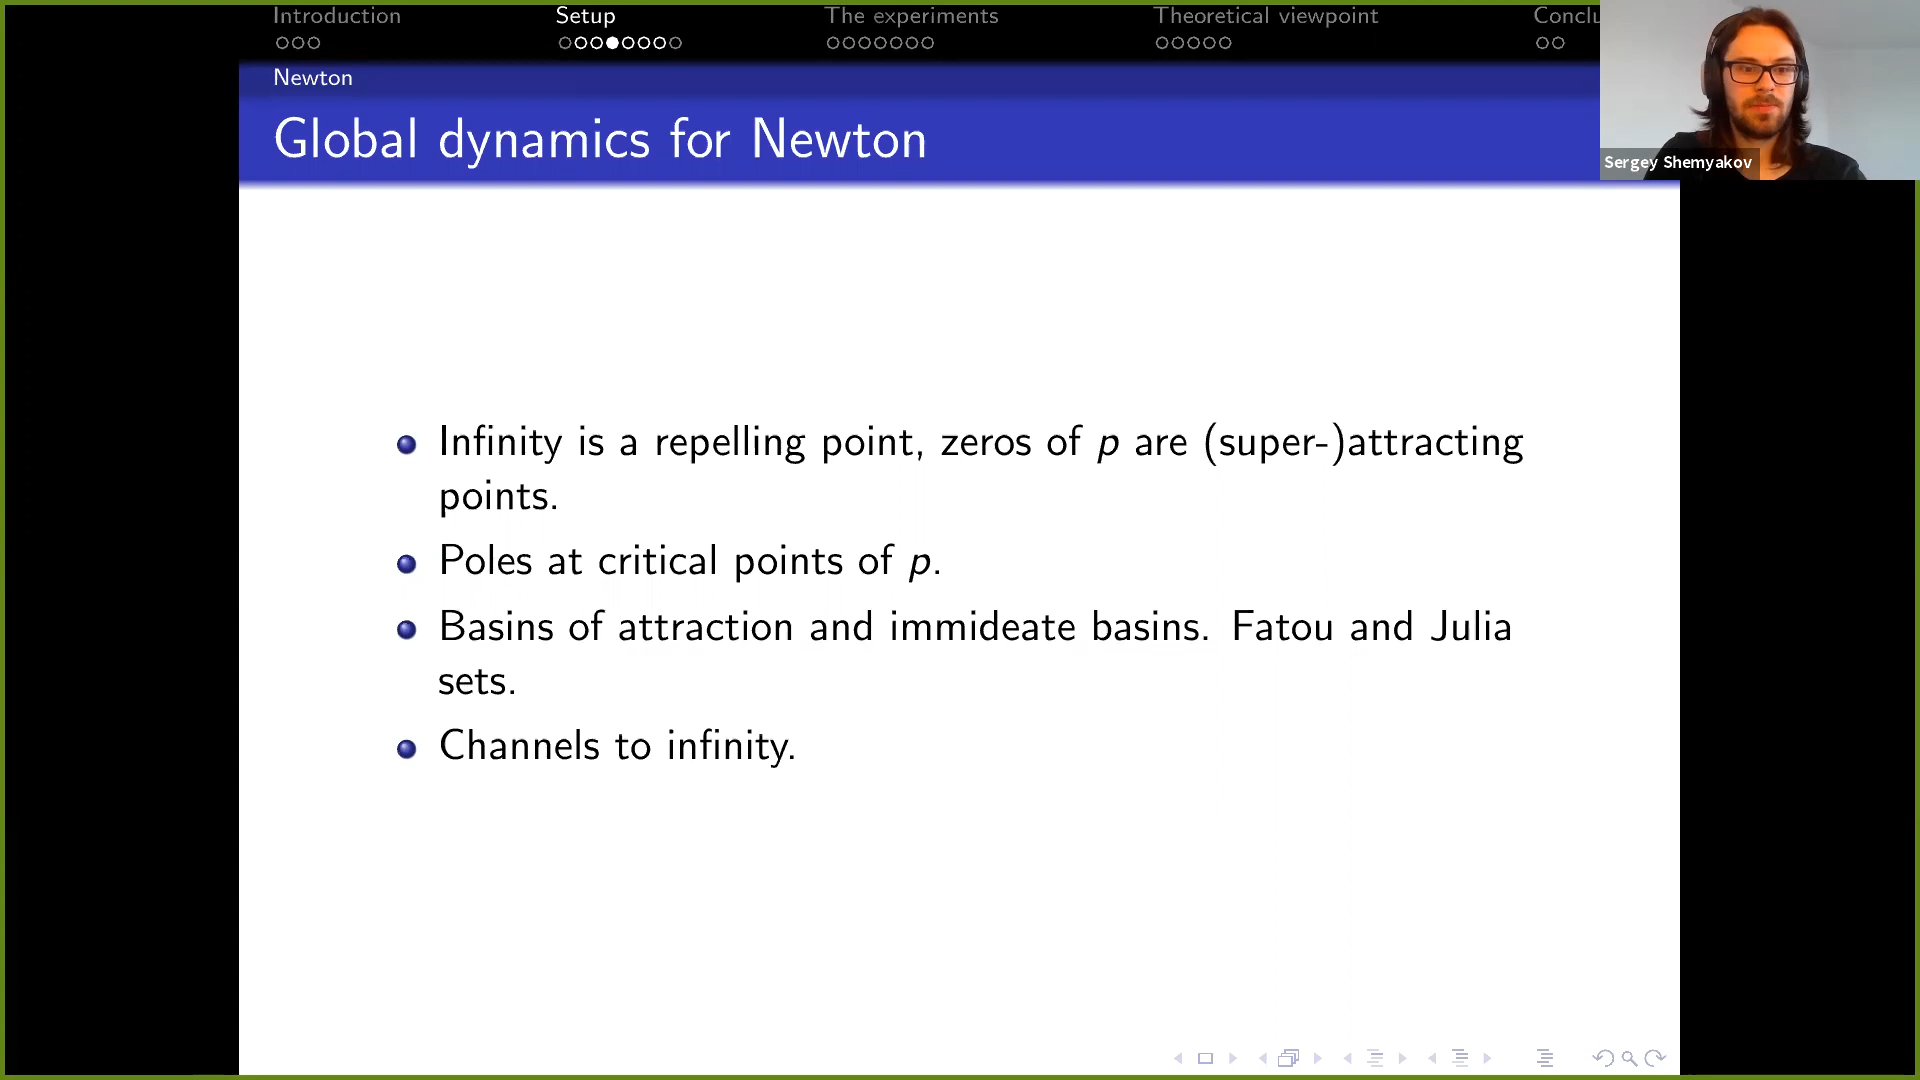 Introduction
Setup
The experiments
Theoretical viewpoint
Conclu
Newton
Global dynamics for Newton
Sergey Shemyakov
Infinity is a repelling point, zeros of p are (super-)attracting
points.
Poles at critical points of p.
Basins of attraction and immideate basins. Fatou and Julia
sets.
Channels to infinity.